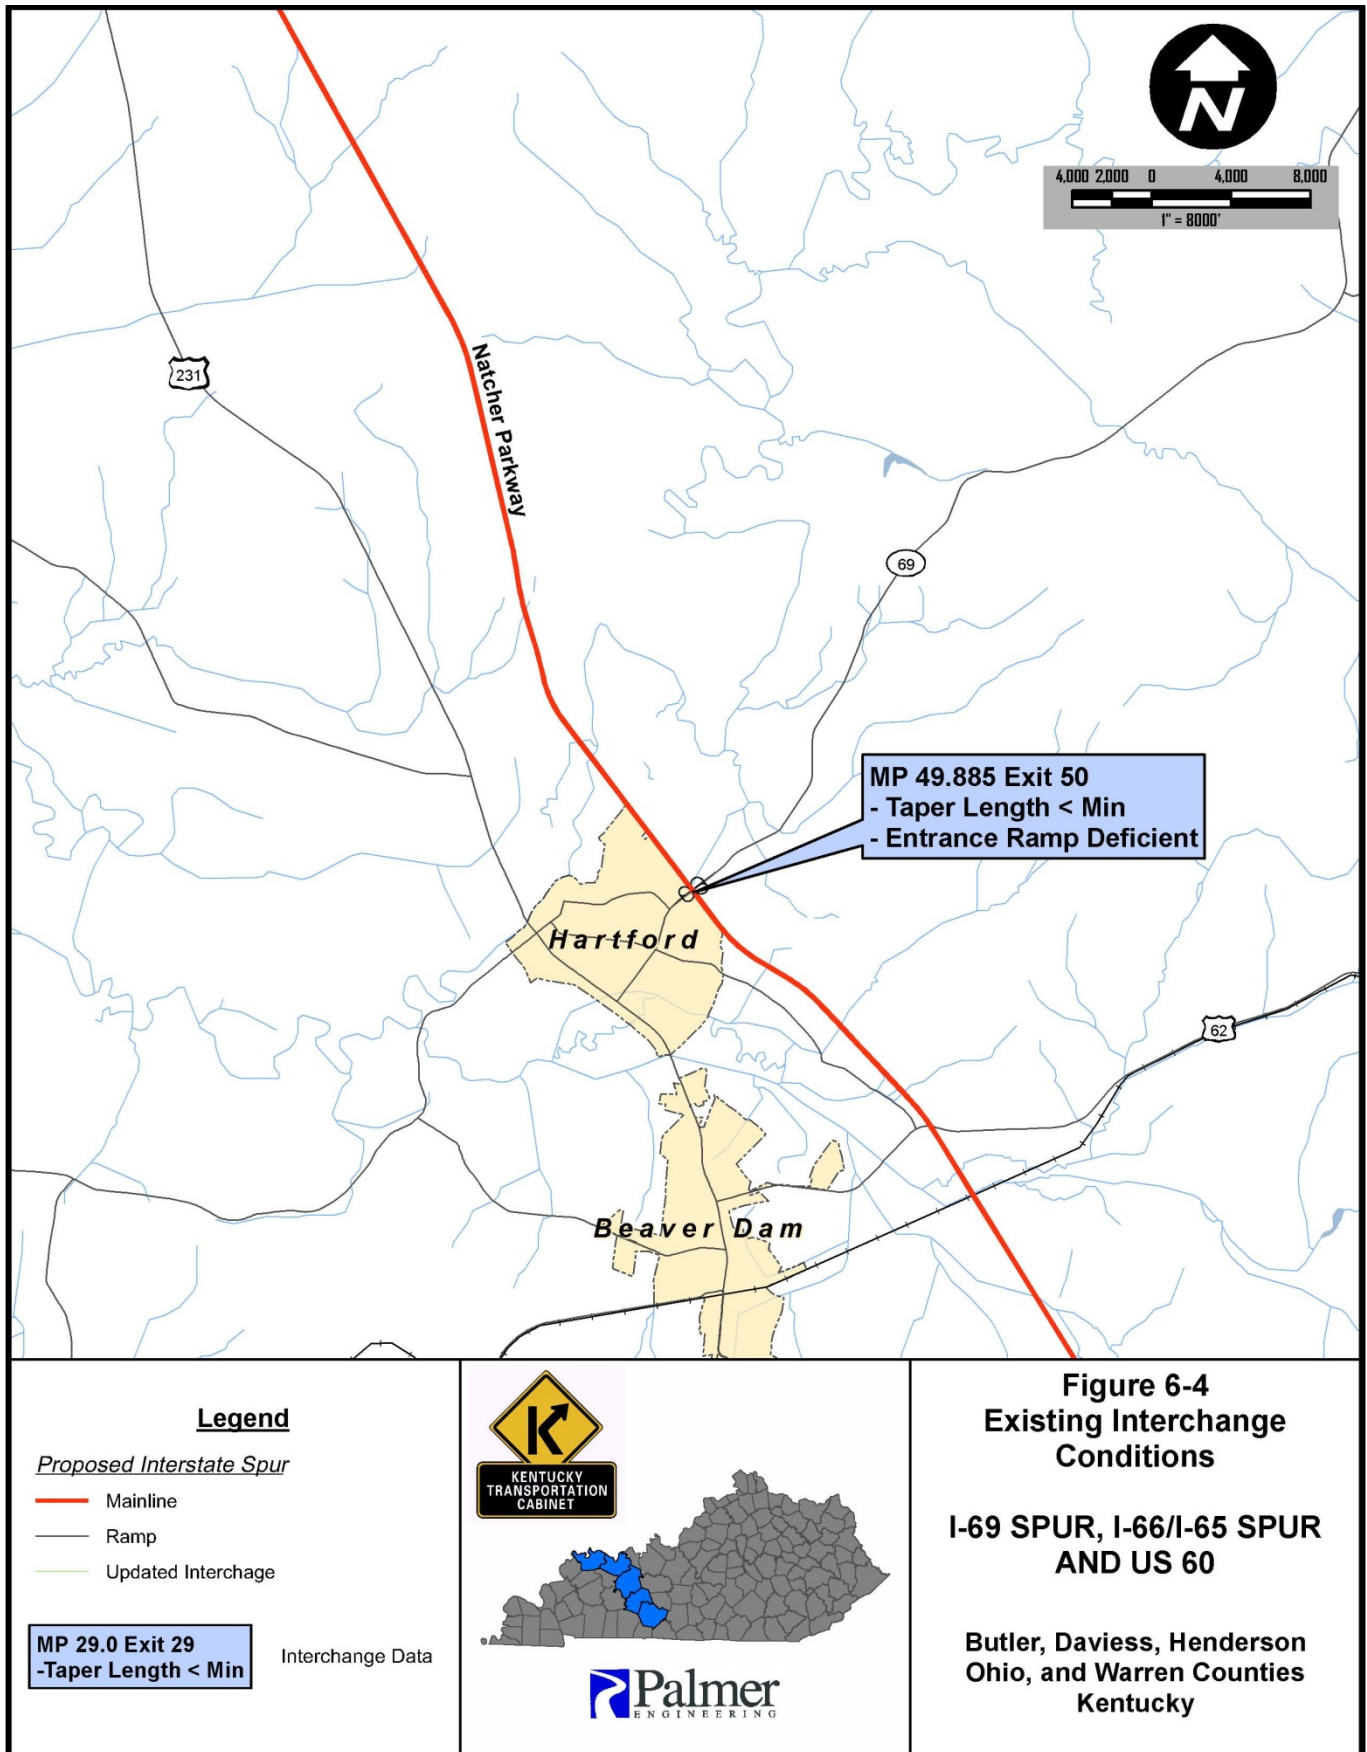 N
4,000 2,000 0 4,000 8,000
1" = 8000'
231
Natcher Parkway
69
MP 49.885 Exit 50
- Taper Length < Min
- Entrance Ramp Deficient
Hartford
62
Beaver Dam
Legend
Proposed Interstate Spur
Mainline
Ramp
Updated Interchage
MP 29.0 Exit 29
-Taper Length < Min
Interchange Data
K
KENTUCKY
TRANSPORTATION
CABINET
Palmer
ENGINEERING
Figure 6-4
Existing Interchange
Conditions
I-69 SPUR, I-66/I-65 SPUR
AND US 60
Butler, Daviess, Henderson
Ohio, and Warren Counties
Kentucky